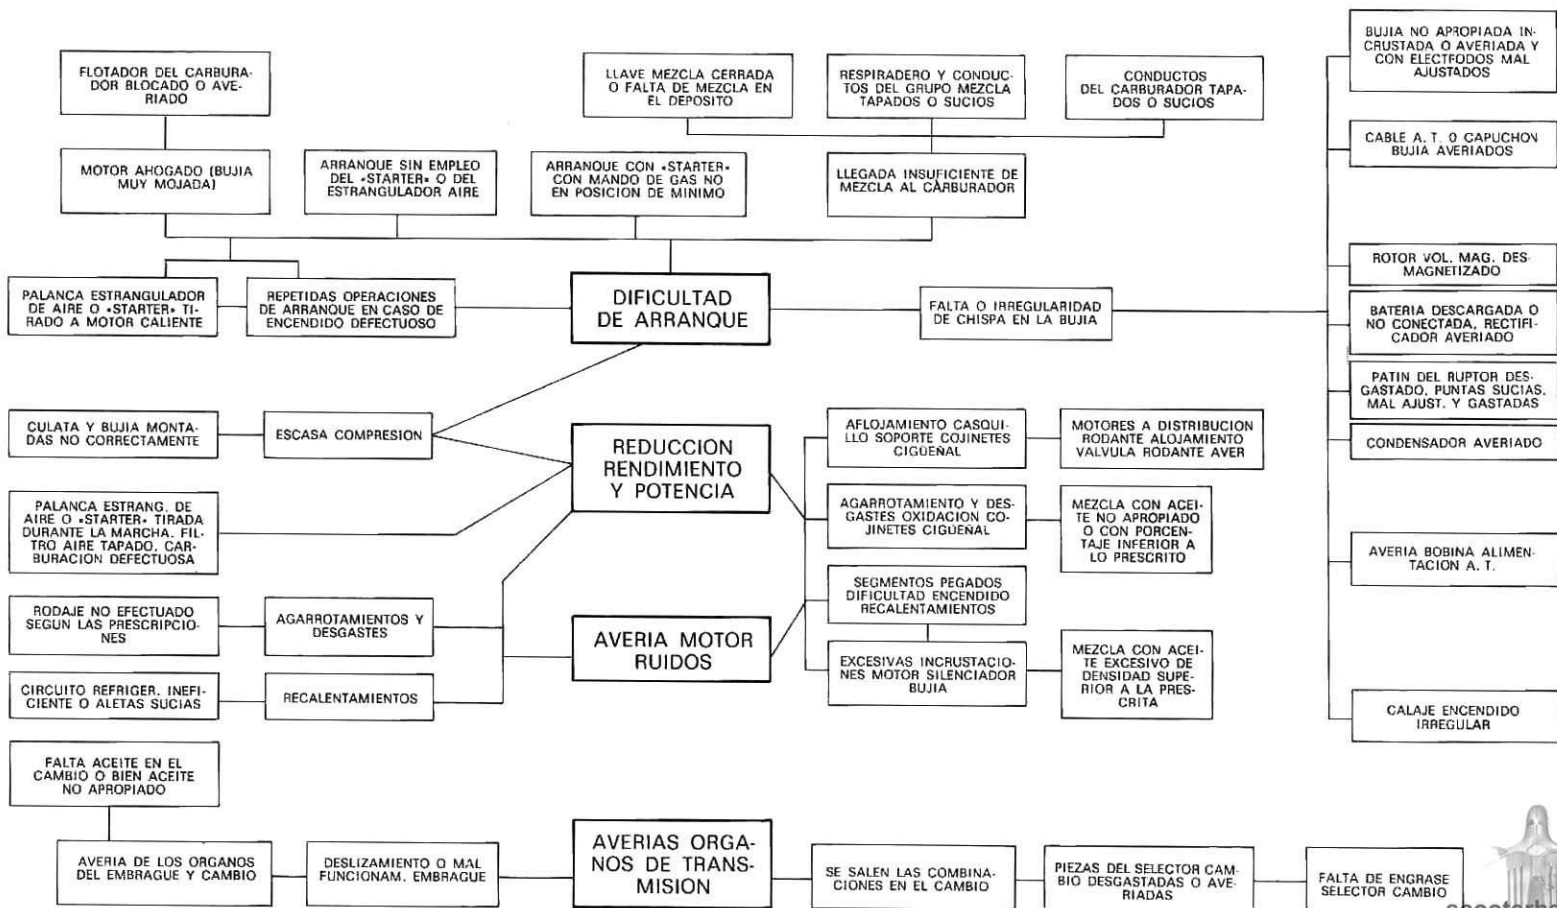 FLOTADOR DEL CARBURA-
DOR BLOCADO O AVE-
RIADO
LLAVE MEZCLA CERRADA
O FALTA DE MEZCLA EN
EL DEPOSITO
RESPIRADERO Y CONDUC-
TOS DEL GRUPO MEZCLA
TAPADOS O SUCIOS
CONDUCTOS
DEL CARBURADOR TAPA-
DOS O SUCIOS
BUJIA NO APROPIADA IN-
CRUSTADA O AVERIADA Y
CON ELECTRODOS MAL
AJUSTADOS
CABLE A. T. O CAPUCHON
BUJIA AVERIADOS
MOTOR AHOGADO (BUJIA
MUY MOJADA)
ARRANQUE SIN EMPLEO
DEL «STARTER» O DEL
ESTRANGULADOR AIRE
ARRANQUE CON «STARTER»
CON MANDO DE GAS NO
EN POSICION DE MINIMO
LLEGADA INSUFICIENTE DE
MEZCLA AL CARBURADOR
ROTOR VOL. MAG. DES-
MAGNETIZADO
PALANCA ESTRANGULADOR
DE AIRE O «STARTER» TI-
RADO A MOTOR CALIENTE
REPETIDAS OPERACIONES
DE ARRANQUE EN CASO DE
ENCENDIDO DEFECTUOSO
DIFICULTAD
DE ARRANQUE
FALTA O IRREGULARIDAD
DE CHISPA EN LA BUJIA
BATERIA DESCARGADA O
NO CONECTADA, RECTIFI-
CADOR AVERIADO
PATIN DEL RUPTOR DES-
GASTADO, PUNTAS SUCIAS,
MAL AJUST. Y GASTADAS
CONDENSADOR AVERIADO
CULATA Y BUJIA MONTA-
DAS NO CORRECTAMENTE
ESCASA COMPRESION
REDUCCION
RENDIMIENTO
Y POTENCIA
AFLOJAMIENTO CASQUI-
LLO SOPORTE COJINETES
CIGÜEÑAL
MOTORES A DISTRIBUCION
RODANTE ALOJAMIENTO
VALVULA RODANTE AVER
PALANCA ESTRANG. DE
AIRE O «STARTER» TIRADA
DURANTE LA MARCHA. FIL-
TRO AIRE TAPADO. CAR-
BURACION DEFECTUOSA
AGARROTAMIENTO Y DES-
GASTES OXIDACION CO-
JINETES CIGÜEÑAL
MEZCLA CON ACEI-
TE NO APROPIADO
O CON PORCEN-
TAJE INFERIOR A
LO PRESCRITO
AVERIA BOBINA ALIMEN-
TACION A. T.
RODAJE NO EFECTUADO
SEGUN LAS PRESCRIPCIO-
NES
AGARROTAMIENTOS Y
DESGASTES
AVERIA MOTOR
RUIDOS
SEGMENTOS PEGADOS
DIFICULTAD ENCENDIDO
RECALENTAMIENTOS
EXCESIVAS INCRUSTACIO-
NES MOTOR SILENCIADOR
BUJIA
MEZCLA CON ACEI-
TE EXCESIVO DE
DENSIDAD SUPE-
RIOR A LA PRES-
CRITA
CIRCUITO REFRIGER. INEFI-
CIENTE O ALETAS SUCIAS
RECALENTAMIENTOS
CALAJE ENCENDIDO
IRREGULAR
FALTA ACEITE EN EL
CAMBIO O BIEN ACEITE
NO APROPIADO
AVERIA DE LOS ORGANOS
DEL EMBRAGUE Y CAMBIO
DESLIZAMIENTO O MAL
FUNCIONAM. EMBRAGUE
AVERIAS ORGA-
NOS DE TRANS-
MISION
SE SALEN LAS COMBINA-
CIONES EN EL CAMBIO
PIEZAS DEL SELECTOR CAM-
BIO DESGASTADAS O AVE-
RIADAS
FALTA DE ENGRASE
SELECTOR CAMBIO